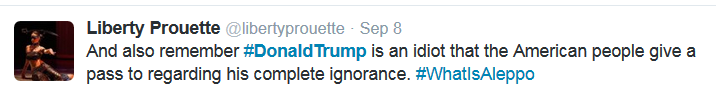 Liberty Prouette @libertyprouette · Sep 8
And also remember #DonaldTrump is an idiot that the American people give a
pass to regarding his complete ignorance. #WhatIsAleppo